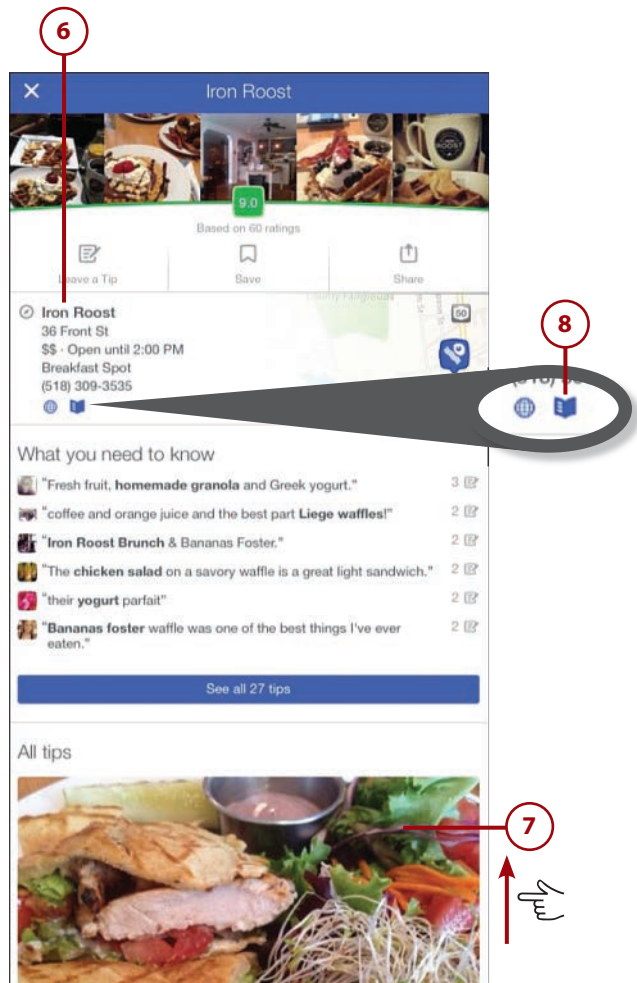 6
Iron Roost
ROOST
9.0
Based on 60 ratings
Leave a Tip
Save
Share
County Fairgrounds
50
Iron Roost
36 Front St
$$ · Open until 2:00 PM
Breakfast Spot
(518) 309-3535
8
What you need to know
"Fresh fruit, homemade granola and Greek yogurt."
3
"coffee and orange juice and the best part Liege waffles!"
2
"Iron Roost Brunch & Bananas Foster."
2
"The chicken salad on a savory waffle is a great light sandwich."
2
"their yogurt parfait"
2
"Bananas foster waffle was one of the best things I've ever
eaten."
2
See all 27 tips
All tips
7